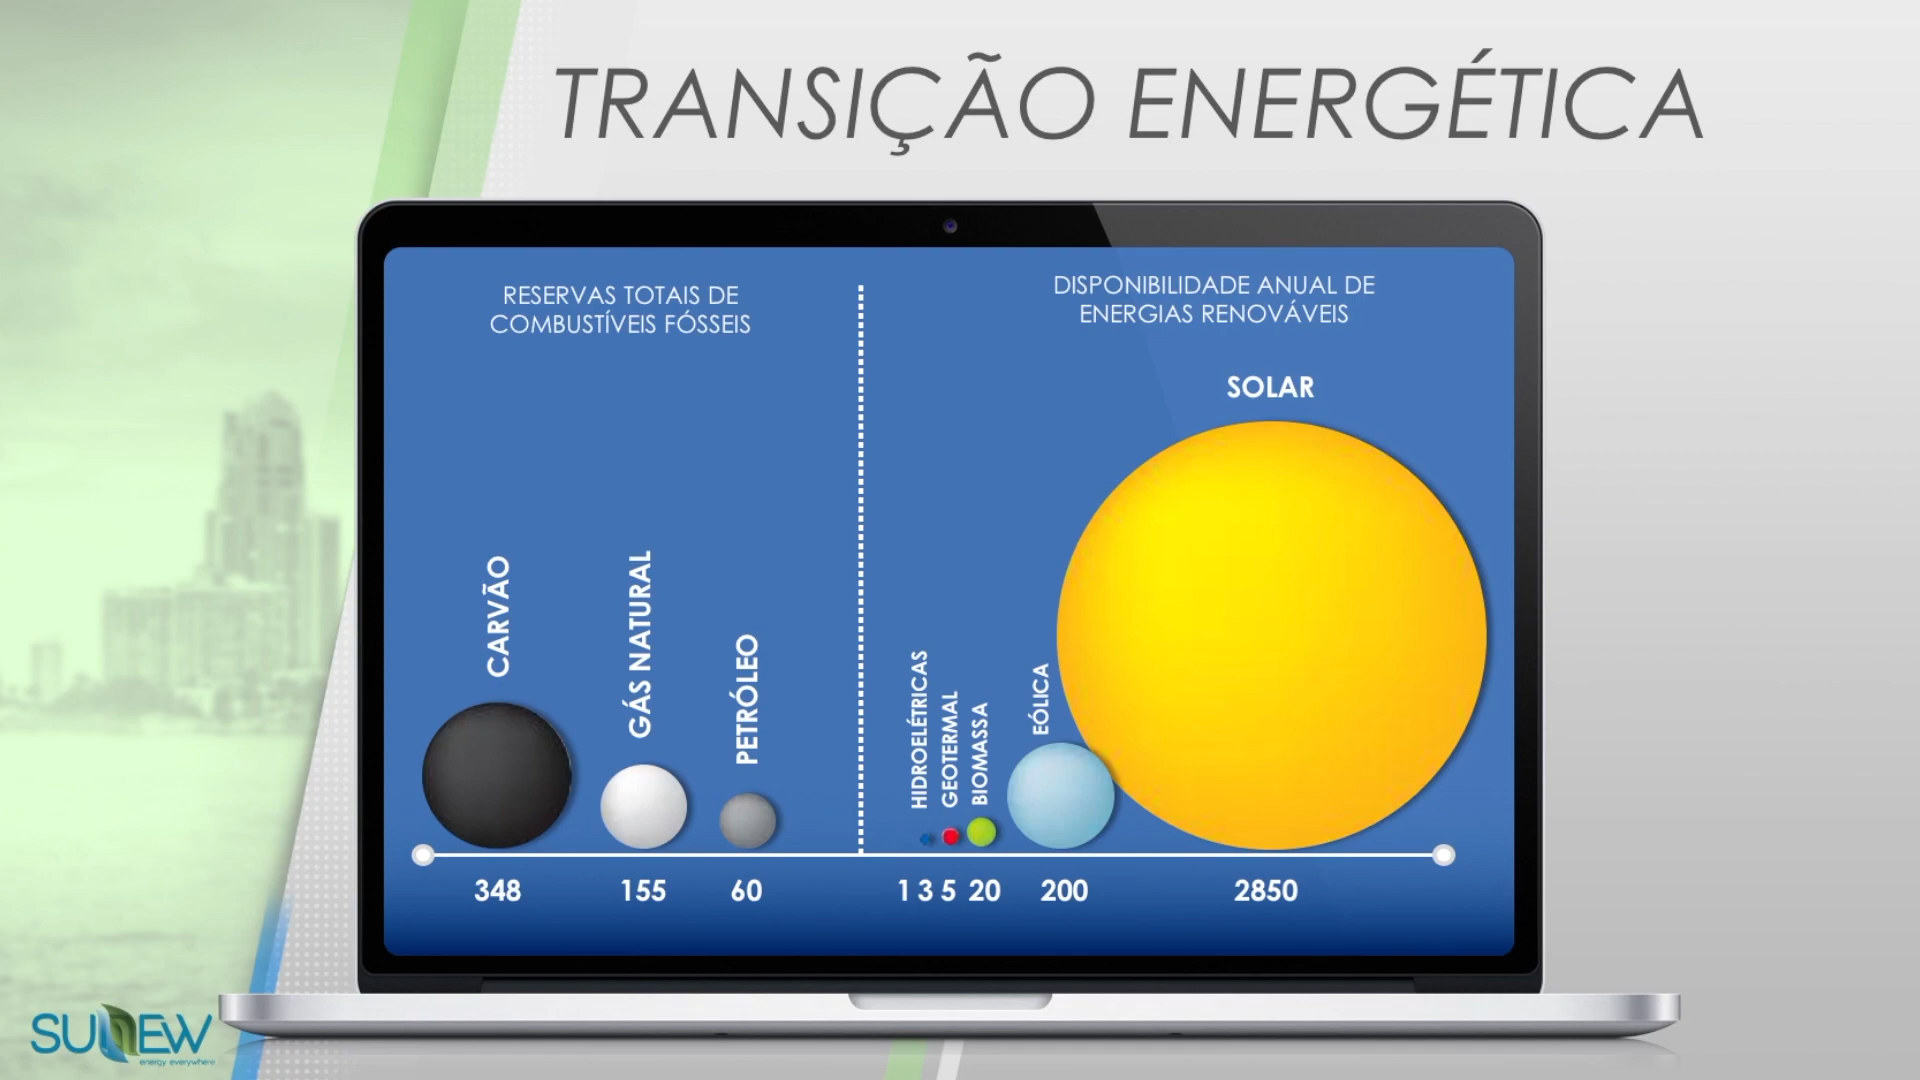 TRANSIÇÃO ENERGÉTICA
RESERVAS TOTAIS DE
COMBUSTÍVEIS FÓSSEIS
DISPONIBILIDADE ANUAL DE
ENERGIAS RENOVÁVEIS
CARVÃO
GÁS NATURAL
PETRÓLEO
HIDROELÉTRICAS
GEOTERMAL
BIOMASSA
EÓLICA
SOLAR
348
155
60
1 3 5
20
200
2850
SUNEW
energy everywhere